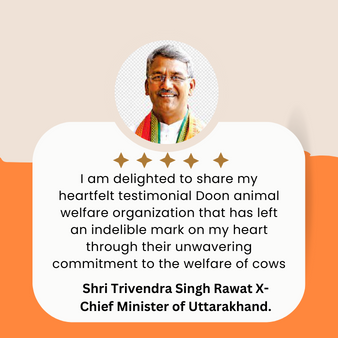 I am delighted to share my
heartfelt testimonial Doon animal
welfare organization that has left
an indelible mark on my heart
through their unwavering
commitment to the welfare of cows
Shri Trivendra Singh Rawat X-
Chief Minister of Uttarakhand.